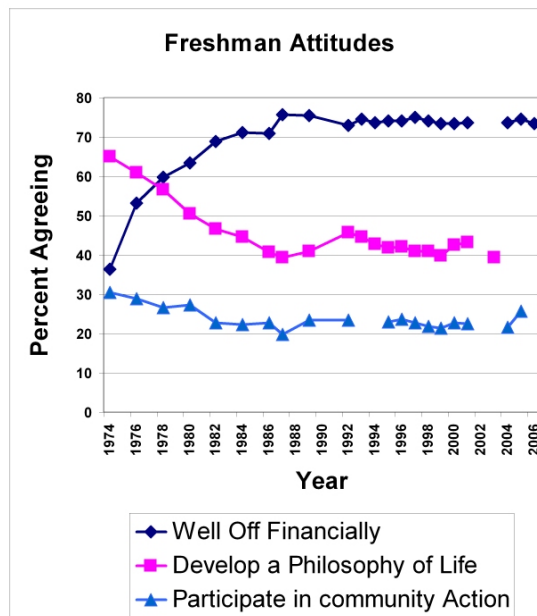 Freshman Attitudes
80
70
60
50
40
30
20
10
0
Percent Agreeing
1974 1976 1978 1980 1982 1984 1986 1988 1990 1992 1994 1996 1998 2000 2002 2004 2006
Year
Well Off Financially
Develop a Philosophy of Life
Participate in community Action